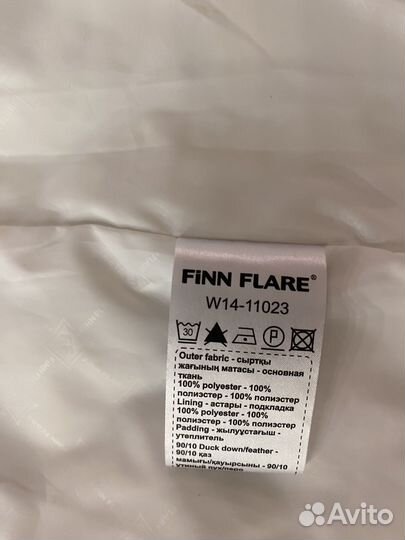 FiNN FLARE®
W14-11023
30
P
Outer fabric - сыртқы
жағының матасы - основная
ткань
100% polyester - 100%
полиэстер - 100% полиэстер
Lining - астары - подкладка
100% polyester - 100%
полиэстер - 100% полиэстер
Padding - жылуұстағыш -
утеплитель
90/10 Duck down/feather -
90/10 қаз
мамығы/қауырсыны - 90/10
утиный пух/перо
Avito